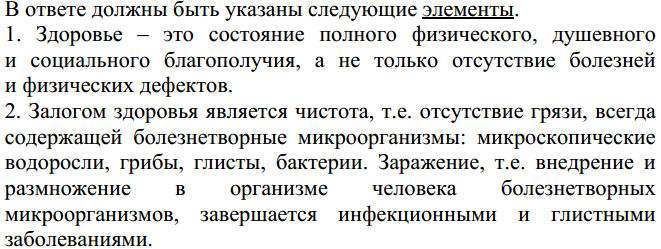 В ответе должны быть указаны следующие элементы.
1. Здоровье – это состояние полного физического, душевного
и социального благополучия, а не только отсутствие болезней
и физических дефектов.
2. Залогом здоровья является чистота, т.е. отсутствие грязи, всегда
содержащей болезнетворные микроорганизмы: микроскопические
водоросли, грибы, глисты, бактерии. Заражение, т.е. внедрение и
размножение в организме человека болезнетворных
микроорганизмов, завершается инфекционными и глистными
заболеваниями.